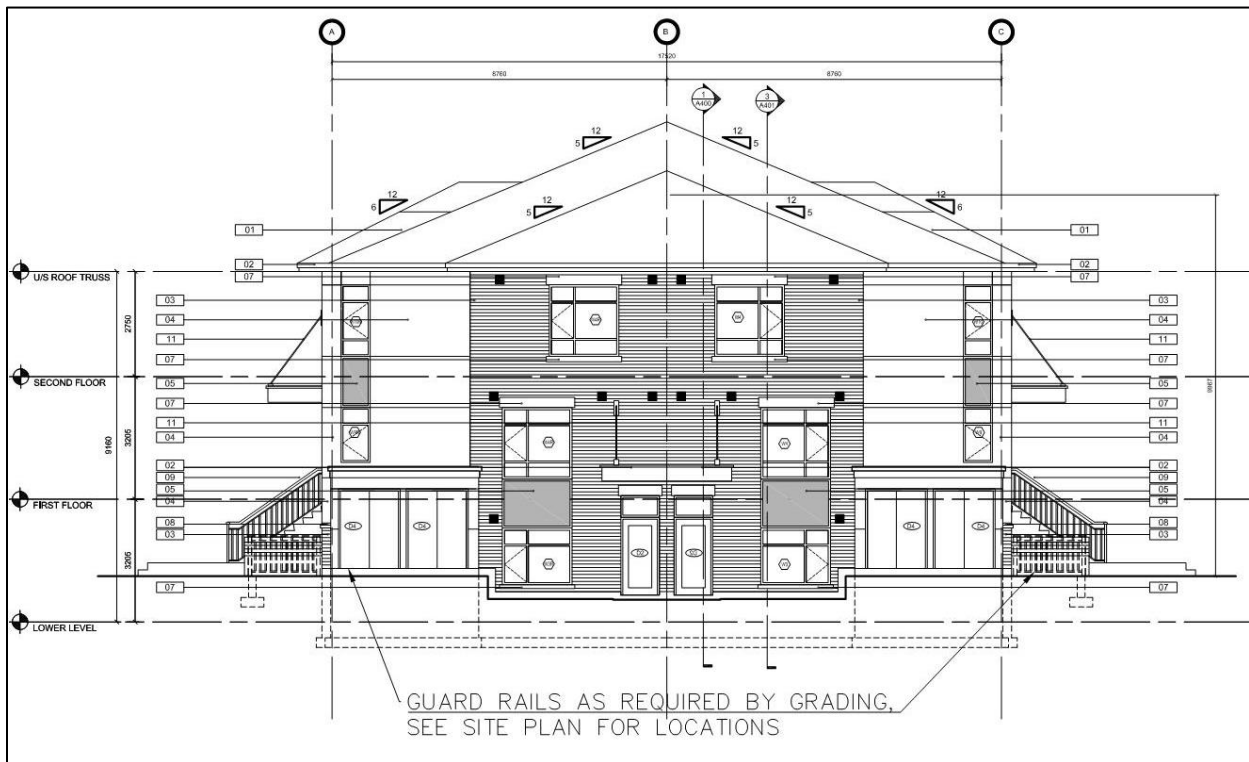 A B C
17520
8760 8760
1
A400
3
A401
12 12
5 5
12 12 12 12
6 5 5 6
01 01
02 02
U/S ROOF TRUSS
07 07
03 03
04 04
2750
11 11
07 07
SECOND FLOOR
05 05
07 07
11 11
3205
04 04
9160
02 02
09 09
05 05
FIRST FLOOR
04 04
08 08
03 03
D4 D4 D4 D4
3205
07 07
LOWER LEVEL
GUARD RAILS AS REQUIRED BY GRADING,
SEE SITE PLAN FOR LOCATIONS